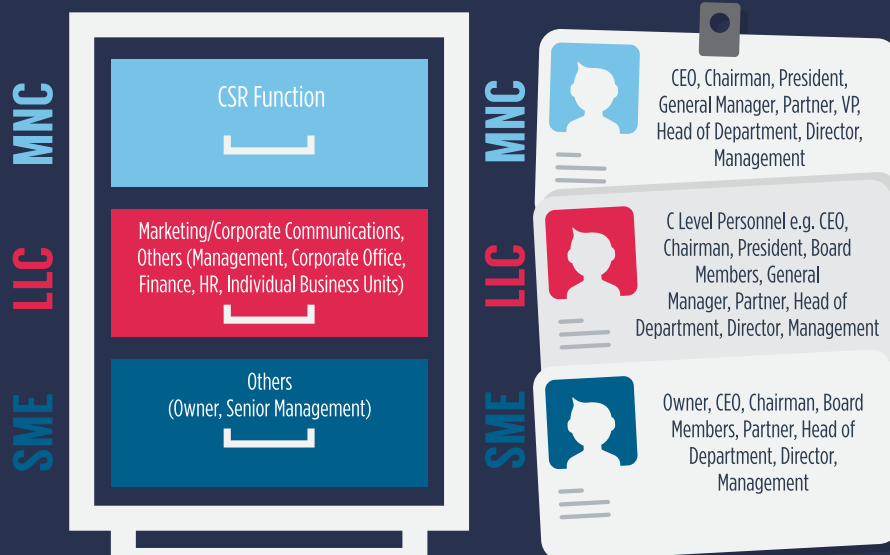 MNC
CSR Function
LLC
Marketing/Corporate Communications,
Others (Management, Corporate Office,
Finance, HR, Individual Business Units)
SME
Others
(Owner, Senior Management)
MNC
CEO, Chairman, President,
General Manager, Partner, VP,
Head of Department, Director,
Management
LLC
C Level Personnel e.g. CEO,
Chairman, President, Board
Members, General
Manager, Partner, Head of
Department, Director, Management
SME
Owner, CEO, Chairman, Board
Members, Partner, Head of
Department, Director,
Management